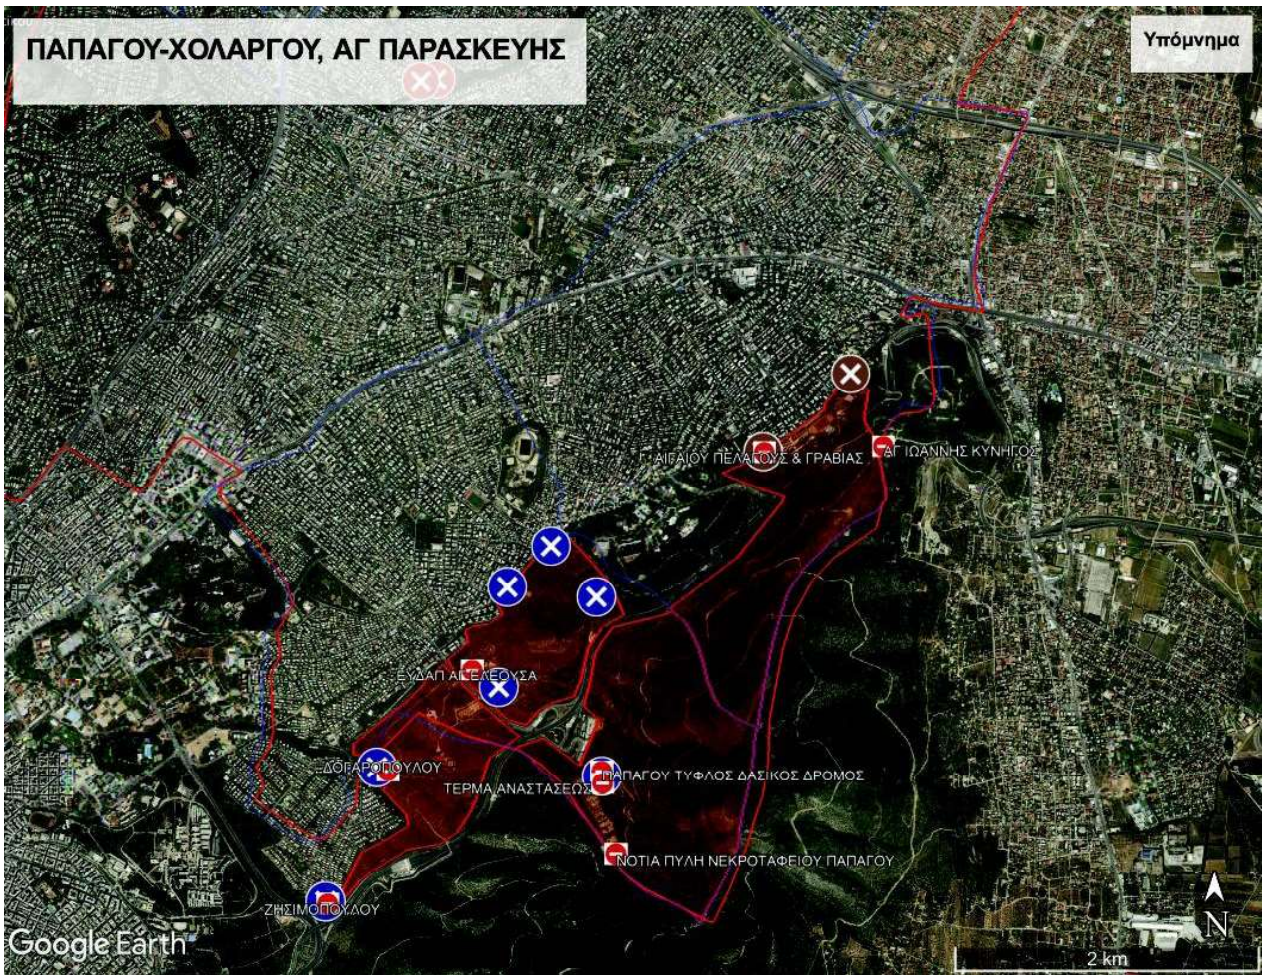 ΠΑΠΑΓΟΥ-ΧΟΛΑΡΓΟΥ, ΑΓ ΠΑΡΑΣΚΕΥΗΣ
Υπόμνημα
ΑΙΓΑΙΟΥ ΠΕΛΑΓΟΥΣ & ΓΡΑΒΙΑΣ
ΑΓ ΙΩΑΝΝΗΣ ΚΥΝΗΓΟΣ
ΕΥΔΑΠ ΑΓ ΕΛΕΟΥΣΑ
ΔΟΓΑΡΟΠΟΥΛΟΥ
ΠΑΠΑΓΟΥ ΤΥΦΛΟΣ ΔΑΣΙΚΟΣ ΔΡΟΜΟΣ
ΤΕΡΜΑ ΑΝΑΣΤΑΣΕΩΣ
ΝΟΤΙΑ ΠΥΛΗ ΝΕΚΡΟΤΑΦΕΙΟΥ ΠΑΠΑΓΟΥ
ΖΗΣΙΜΟΠΟΥΛΟΥ
Google Earth
N
2 km